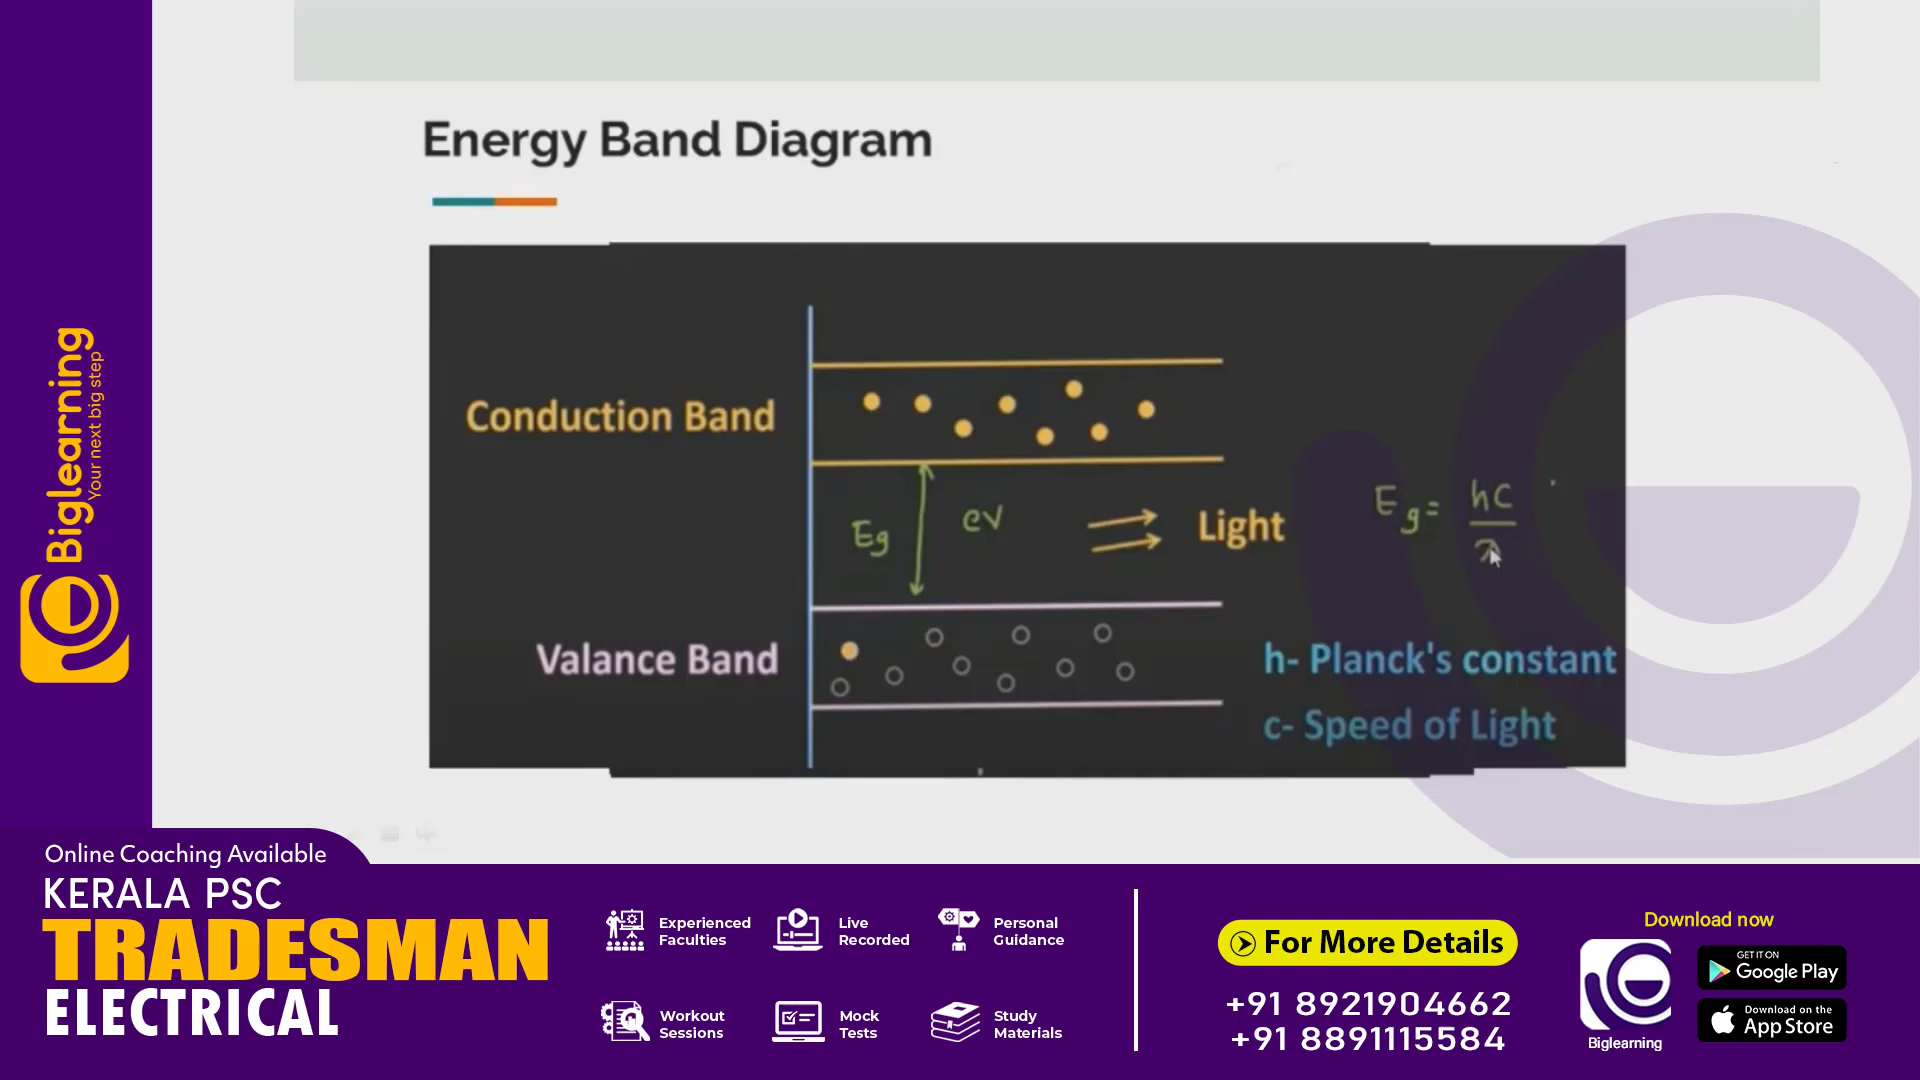 Energy Band Diagram
Conduction Band
Eg
eV
Light
Eg = hc
λ
Valance Band
h- Planck's constant
c- Speed of Light
Biglearning
Your next big step
Online Coaching Available
KERALA PSC
TRADESMAN
ELECTRICAL
Experienced
Faculties
Live
Recorded
Personal
Guidance
Workout
Sessions
Mock
Tests
Study
Materials
For More Details
+91 8921904662
+91 8891115584
Download now
Biglearning
GET IT ON
Google Play
Download on the
App Store